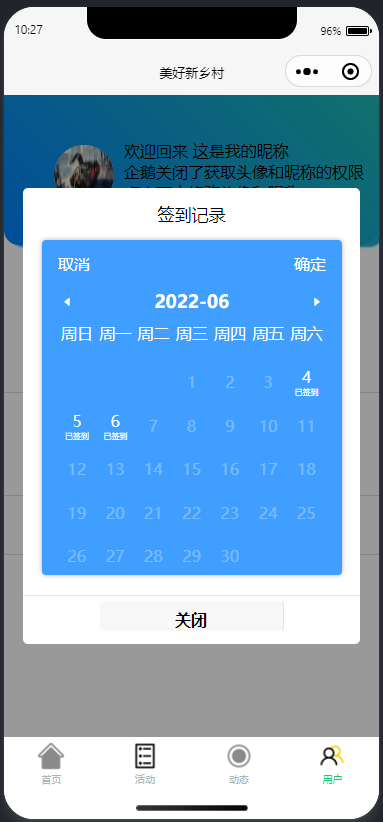 10:27
96%
美好新乡村
欢迎回来 这是我的昵称
企鹅关闭了获取头像和昵称的权限
签到记录
取消 确定
2022-06
周日 周一 周二 周三 周四 周五 周六
1 2 3 4
已签到
5 6 7 8 9 10 11
已签到 已签到
12 13 14 15 16 17 18
19 20 21 22 23 24 25
26 27 28 29 30
关闭
首页 活动 动态 用户